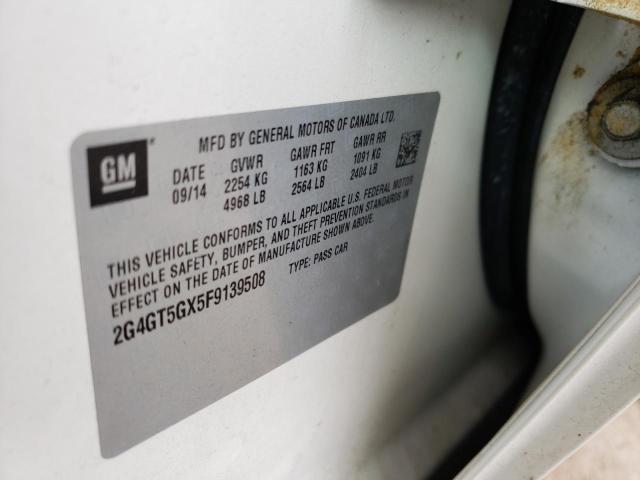 GM
MFD BY GENERAL MOTORS OF CANADA LTD.
DATE GVWR GAWR FRT GAWR RR
09/14 2254 KG 1163 KG 1091 KG
4968 LB 2564 LB 2404 LB
THIS VEHICLE CONFORMS TO ALL APPLICABLE U.S. FEDERAL MOTOR
VEHICLE SAFETY, BUMPER, AND THEFT PREVENTION STANDARDS IN
EFFECT ON THE DATE OF MANUFACTURE SHOWN ABOVE.
2G4GT5GX5F9139508 TYPE: PASS CAR